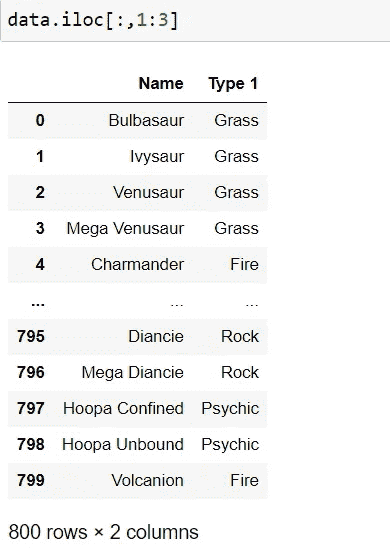 data.iloc[:,1:3]
Name Type 1
0 Bulbasaur Grass
1 Ivysaur Grass
2 Venusaur Grass
3 Mega Venusaur Grass
4 Charmander Fire
... ... ...
795 Diancie Rock
796 Mega Diancie Rock
797 Hoopa Confined Psychic
798 Hoopa Unbound Psychic
799 Volcanion Fire
800 rows × 2 columns